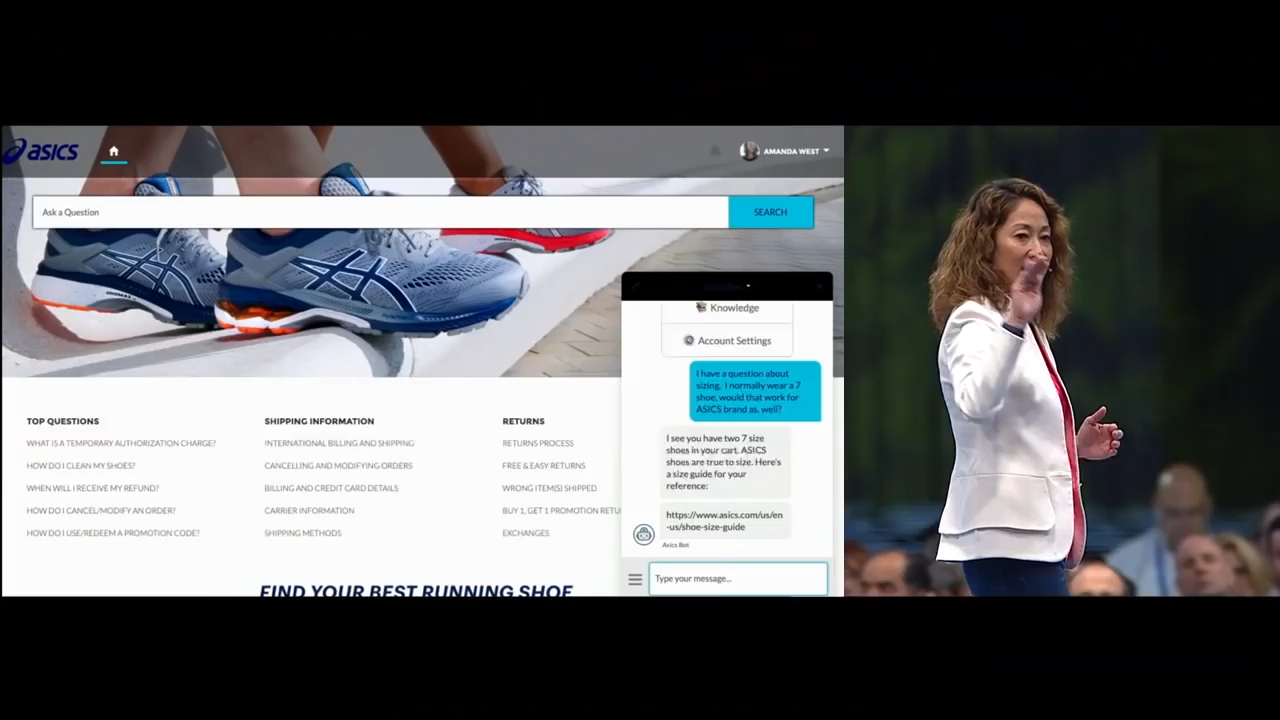 asics
AMANDA WEST
Ask a Question
SEARCH
Knowledge
Account Settings
I have a question about
sizing, I normally wear a 7
shoe, would that work for
ASICS brand as. well?
I see you have two 7 size
shoes in your cart. ASICS
shoes are true to size. Here's
a size guide for your
reference:
https://www.asics.com/us/en
-us/shoe-size-guide
Asics Bot
Type your message...
TOP QUESTIONS
WHAT IS A TEMPORARY AUTHORIZATION CHARGE?
HOW DO I CLEAN MY SHOES?
WHEN WILL I RECEIVE MY REFUND?
HOW DO I CANCEL/MODIFY AN ORDER?
HOW DO I USE/REDEEM A PROMOTION CODE?
SHIPPING INFORMATION
INTERNATIONAL BILLING AND SHIPPING
CANCELLING AND MODIFYING ORDERS
BILLING AND CREDIT CARD DETAILS
CARRIER INFORMATION
SHIPPING METHODS
RETURNS
RETURNS PROCESS
FREE & EASY RETURNS
WRONG ITEM(S) SHIPPED
BUY 1, GET 1 PROMOTION RETU
EXCHANGES
FIND YOUR BEST RUNNING SHOE